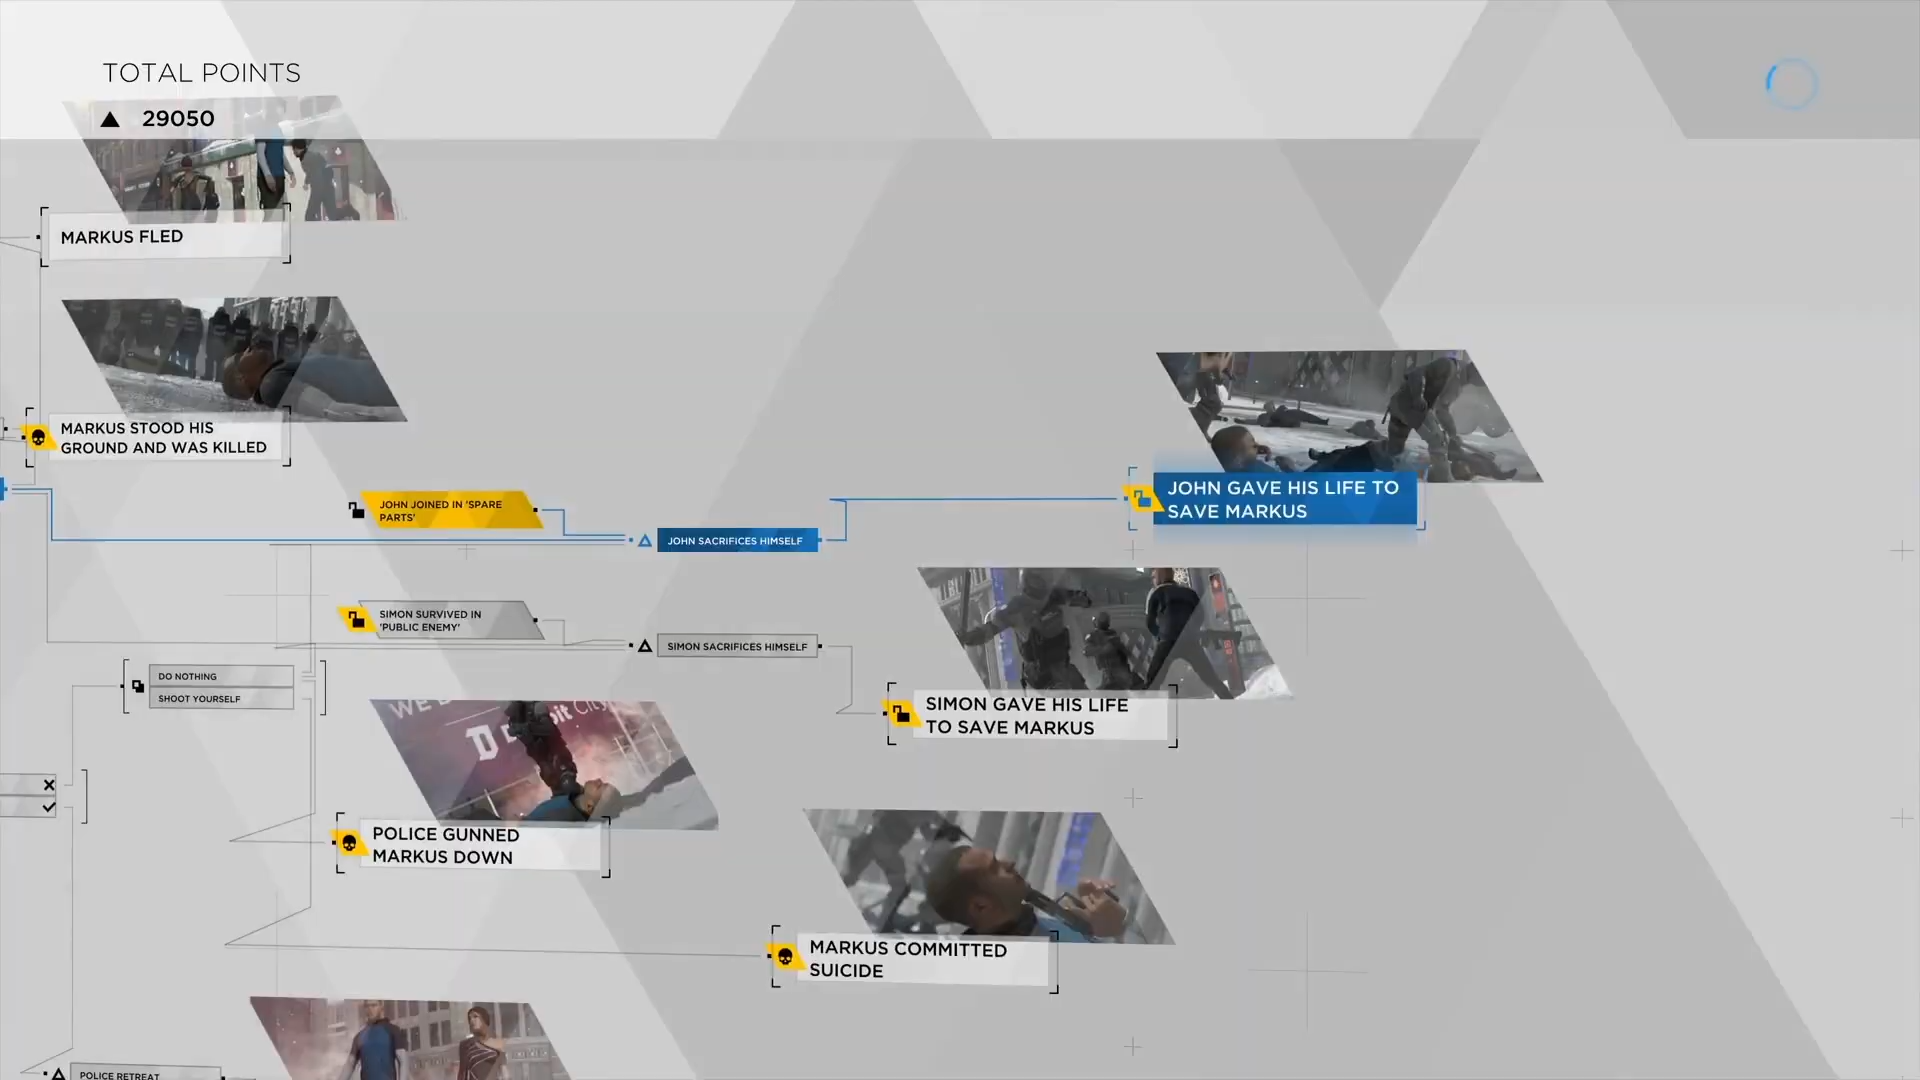 TOTAL POINTS
29050
MARKUS FLED
MARKUS STOOD HIS
GROUND AND WAS KILLED
JOHN JOINED IN 'SPARE
PARTS'
JOHN SACRIFICES HIMSELF
JOHN GAVE HIS LIFE TO
SAVE MARKUS
SIMON SURVIVED IN
'PUBLIC ENEMY'
SIMON SACRIFICES HIMSELF
SIMON GAVE HIS LIFE
TO SAVE MARKUS
DO NOTHING
SHOOT YOURSELF
POLICE GUNNED
MARKUS DOWN
MARKUS COMMITTED
SUICIDE
POLICE RETREAT